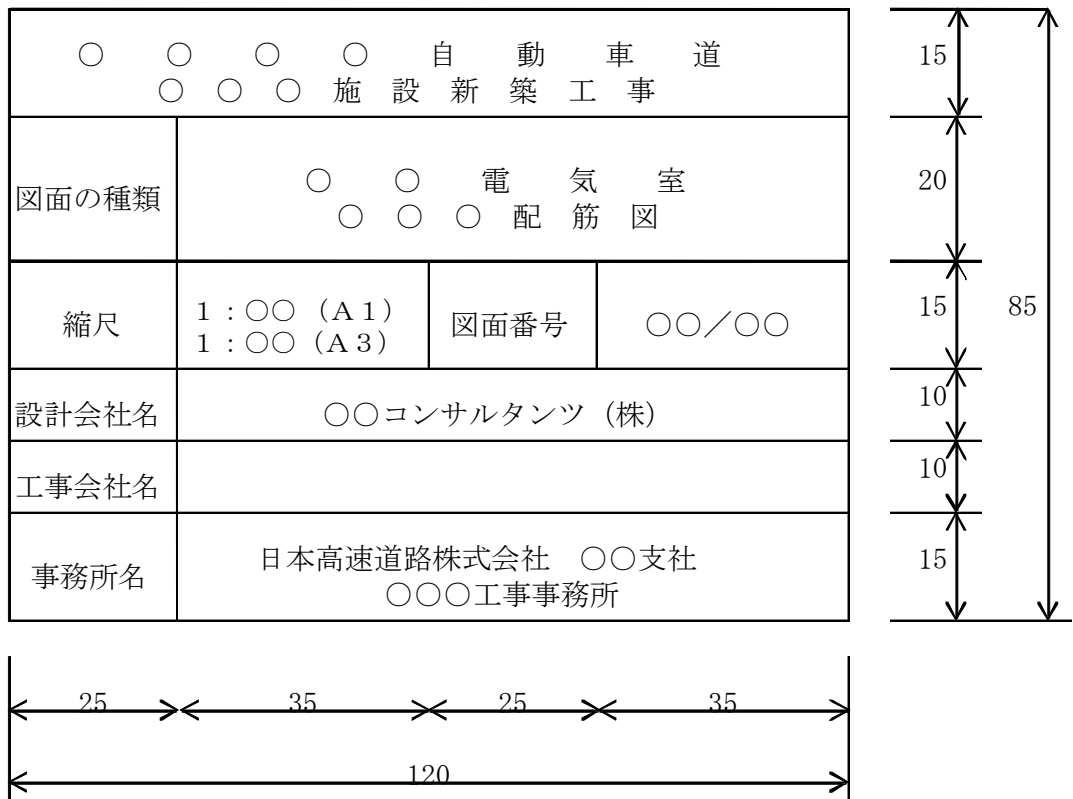 ○ ○ ○ ○ 自 動 車 道
○ ○ ○ 施 設 新 築 工 事
図面の種類
○ ○ 電 気 室
○ ○ ○ 配 筋 図
縮尺
1:○○(A1)
1:○○(A3)
図面番号
○○/○○
設計会社名
○○コンサルタンツ(株)
工事会社名
事務所名
日本高速道路株式会社 ○○支社
○○○工事事務所
15
20
15
10
10
15
85
25
35
25
35
120